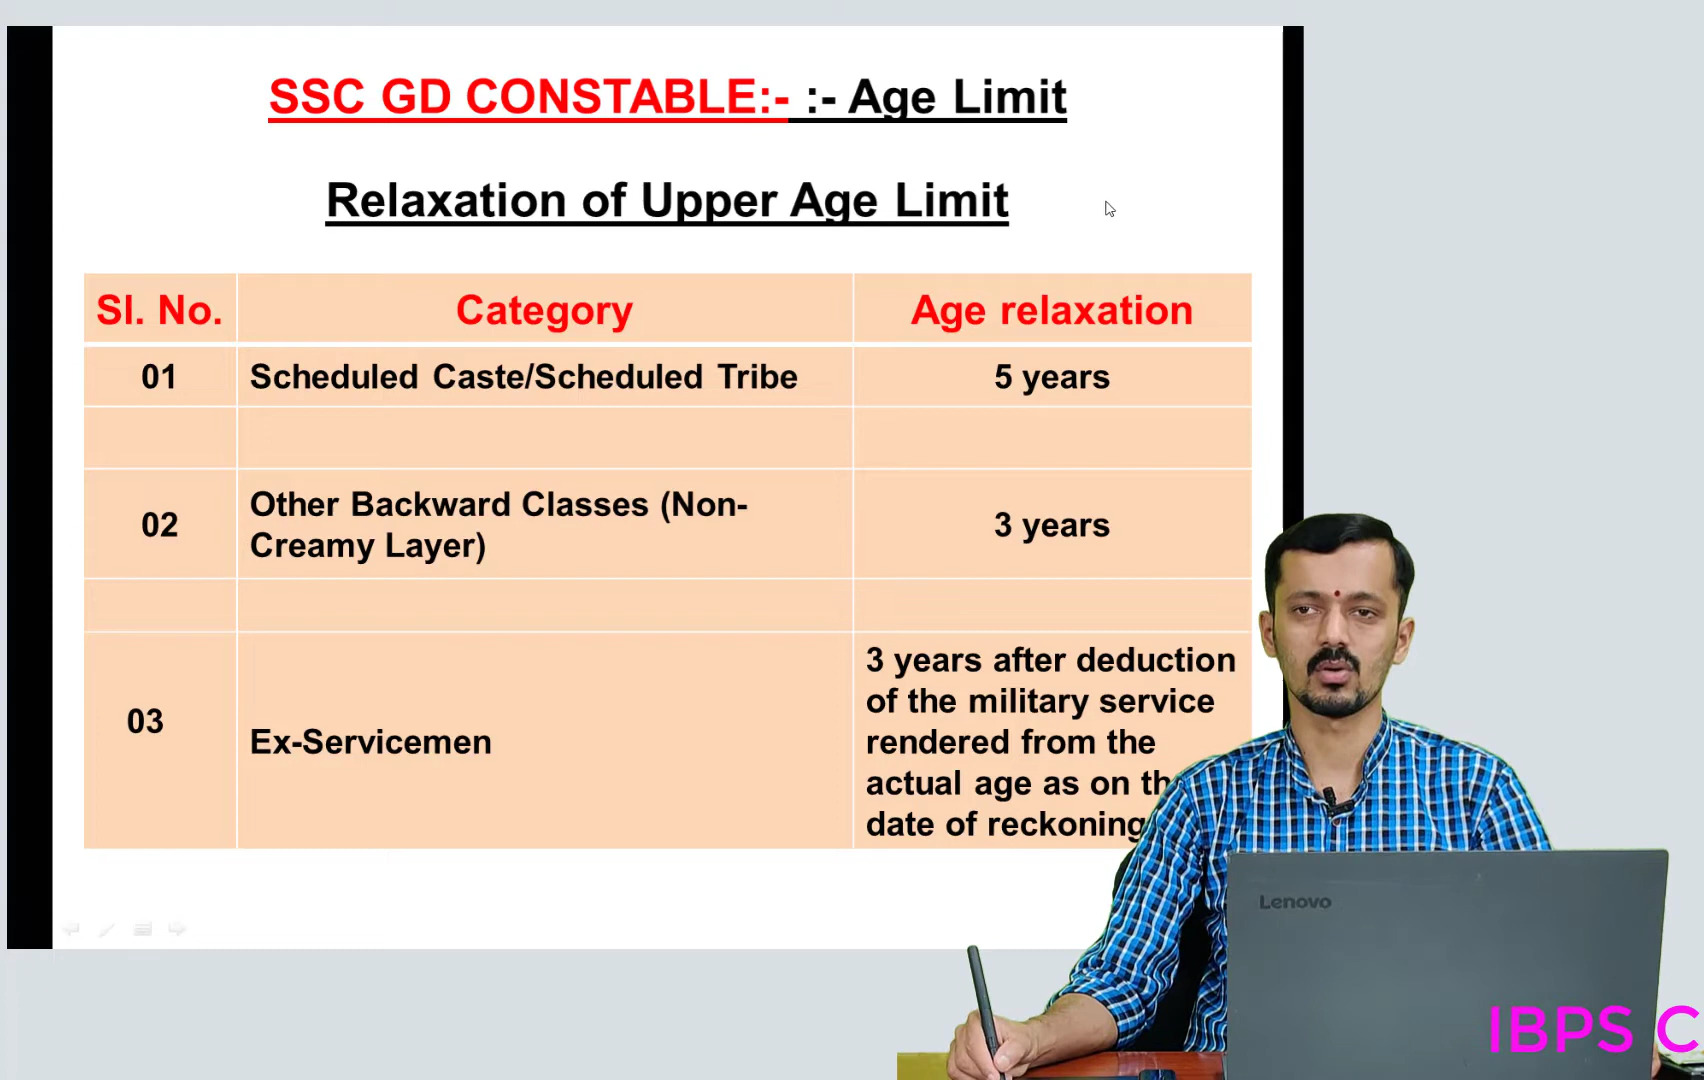 SSC GD CONSTABLE:- :- Age Limit
Relaxation of Upper Age Limit
Sl. No. Category Age relaxation
01 Scheduled Caste/Scheduled Tribe 5 years
02 Other Backward Classes (Non-
Creamy Layer) 3 years
03 Ex-Servicemen 3 years after deduction
of the military service
rendered from the
actual age as on
date of reckoning
Lenovo
IBPS C